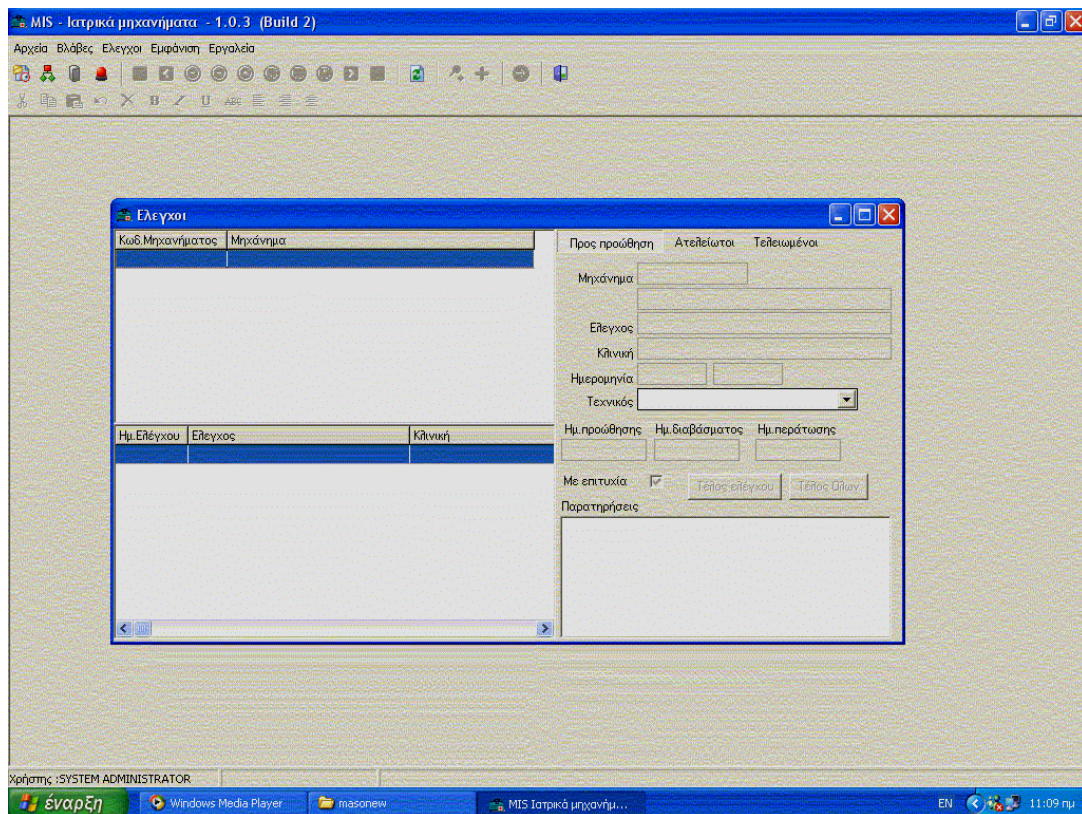 MIS - Ιατρικά μηχανήματα - 1.0.3 (Build 2)
Αρχεία Βλάβες Ελεγχοι Εμφάνιση Εργαλεία
B I U ABC
Ελεγχοι
Κωδ.Μηχανήματος Μηχάνημα
Προς προώθηση Ατελείωτοι Τελειωμένοι
Μηχάνημα
Ελεγχος
Κλινική
Ημερομηνία
Τεχνικός
Ημ.Ελέγχου Ελεγχος Κλινική
Ημ.προώθησης Ημ.διαβάσματος Ημ.περάτωσης
Με επιτυχία Τέλος ελέγχου Τέλος Ολων
Παρατηρήσεις
Χρήστης :SYSTEM ADMINISTRATOR
έναρξη Windows Media Player masonew MIS Ιατρικά μηχανήμ... EN 11:09 πμ